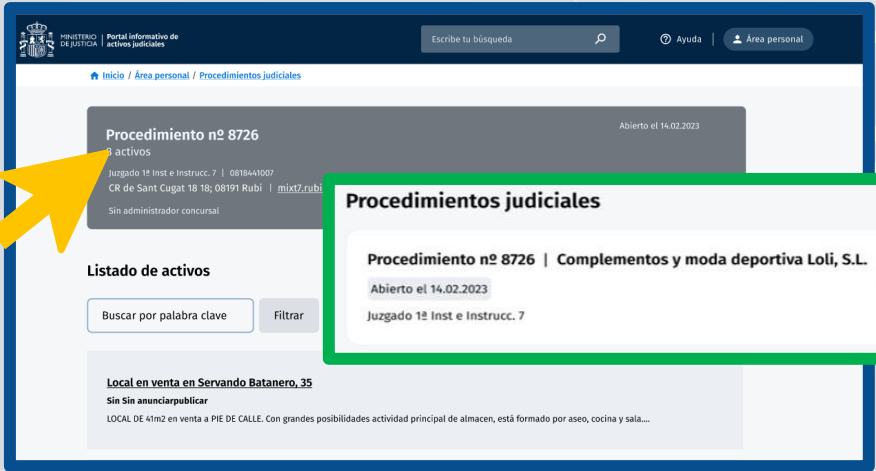 MINISTERIO DE JUSTICIA
Portal informativo de activos judiciales
Escribe tu búsqueda
Ayuda
Área personal
Inicio / Área personal / Procedimientos judiciales
Procedimiento nº 8726
Abierto el 14.02.2023
activos
Juzgado 1ª Inst e Instrucc. 7 | 0818441007
CR de Sant Cugat 18 18; 08191 Rubi | mixt7.rubi
Sin administrador concursal
Procedimientos judiciales
Procedimiento nº 8726 | Complementos y moda deportiva Loli, S.L.
Abierto el 14.02.2023
Juzgado 1ª Inst e Instrucc. 7
Listado de activos
Buscar por palabra clave
Filtrar
Local en venta en Servando Batanero, 35
Sin Sin anunciarpublicar
LOCAL DE 41m2 en venta a PIE DE CALLE. Con grandes posibilidades actividad principal de almacen, está formado por aseo, cocina y sala....